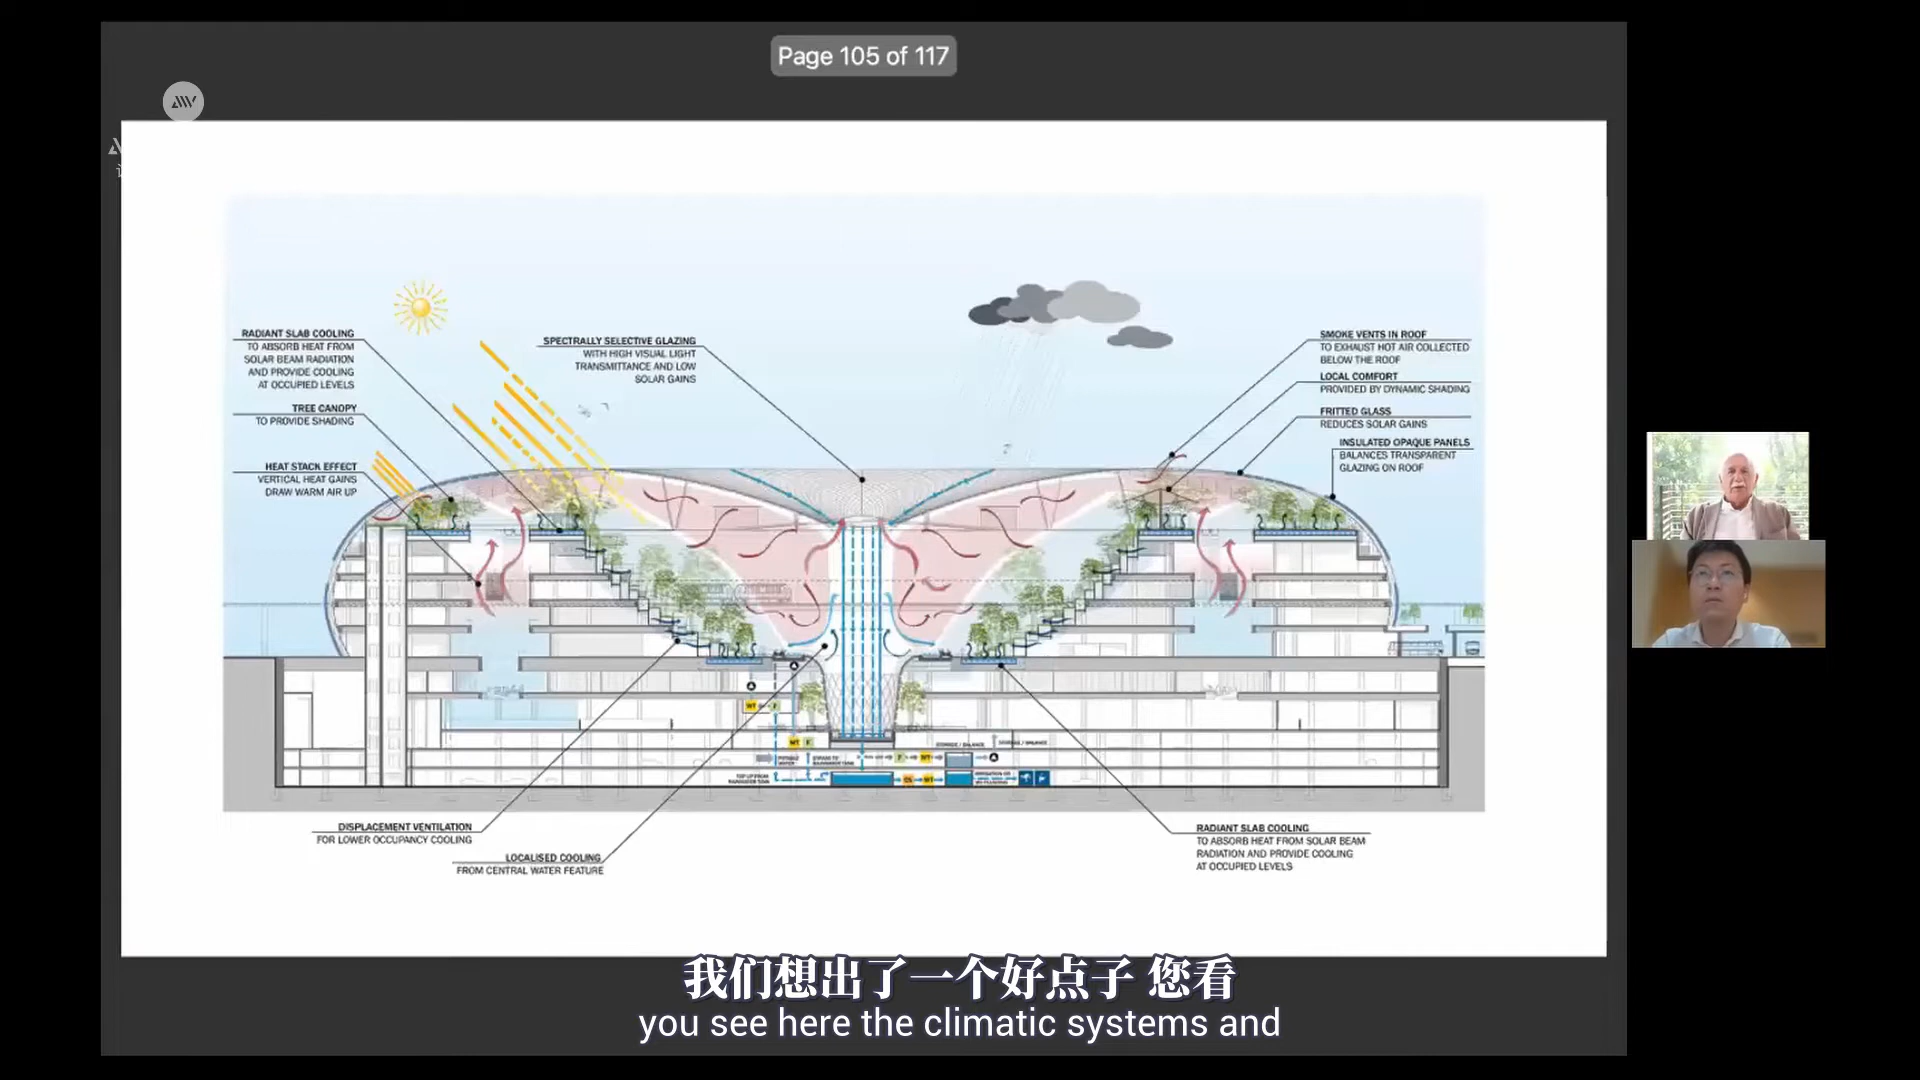 Page 105 of 117
RADIANT SLAB COOLING
TO ABSORB HEAT FROM
SOLAR BEAM RADIATION
AND PROVIDE COOLING
AT OCCUPIED LEVELS
TREE CANOPY
TO PROVIDE SHADING
HEAT STACK EFFECT
VERTICAL HEAT GAINS
DRAW WARM AIR UP
SPECTRALLY SELECTIVE GLAZING
WITH HIGH VISUAL LIGHT
TRANSMITTANCE AND LOW
SOLAR GAINS
SMOKE VENTS IN ROOF
TO EXHAUST HOT AIR COLLECTED
BELOW THE ROOF
LOCAL COMFORT
PROVIDED BY DYNAMIC SHADING
FRITTED GLASS
REDUCES SOLAR GAINS
INSULATED OPAQUE PANELS
BALANCES TRANSPARENT
GLAZING ON ROOF
WT
F
WT
F
F
WT
WT
DISPLACEMENT VENTILATION
FOR LOWER OCCUPANCY COOLING
LOCALISED COOLING
FROM CENTRAL WATER FEATURE
RADIANT SLAB COOLING
TO ABSORB HEAT FROM SOLAR BEAM
RADIATION AND PROVIDE COOLING
AT OCCUPIED LEVELS
我们想出了一个好点子 您看
you see here the climatic systems and